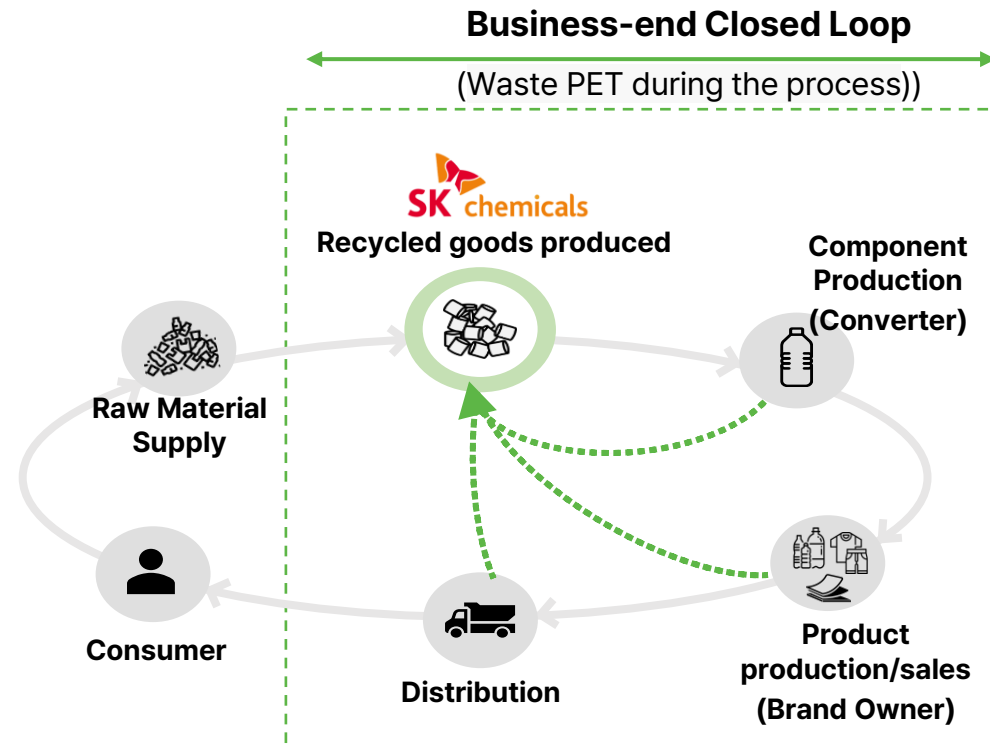 Business-end Closed Loop
(Waste PET during the process))
SK chemicals
Recycled goods produced
Component
Production
(Converter)
Raw Material
Supply
Consumer
Distribution
Product
production/sales
(Brand Owner)